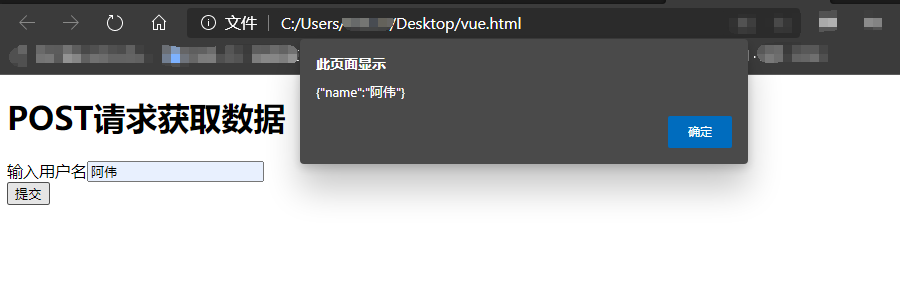 文件 C:/Users/ /Desktop/vue.html
此页面显示
{"name":"阿伟"}
确定
POST请求获取数据
输入用户名 阿伟
提交